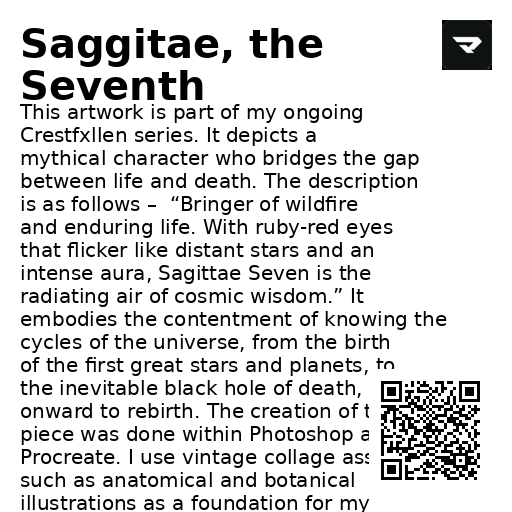 Saggitae, the
Seventh
This artwork is part of my ongoing
Crestfxllen series. It depicts a
mythical character who bridges the gap
between life and death. The description
is as follows –  “Bringer of wildfire
and enduring life. With ruby-red eyes
that flicker like distant stars and an
intense aura, Sagittae Seven is the
radiating air of cosmic wisdom.” It
embodies the contentment of knowing the
cycles of the universe, from the birth
of the first great stars and planets, to
the inevitable black hole of death,
onward to rebirth. The creation of
piece was done within Photoshop
Procreate. I use vintage collage
such as anatomical and botanical
illustrations as a foundation for my